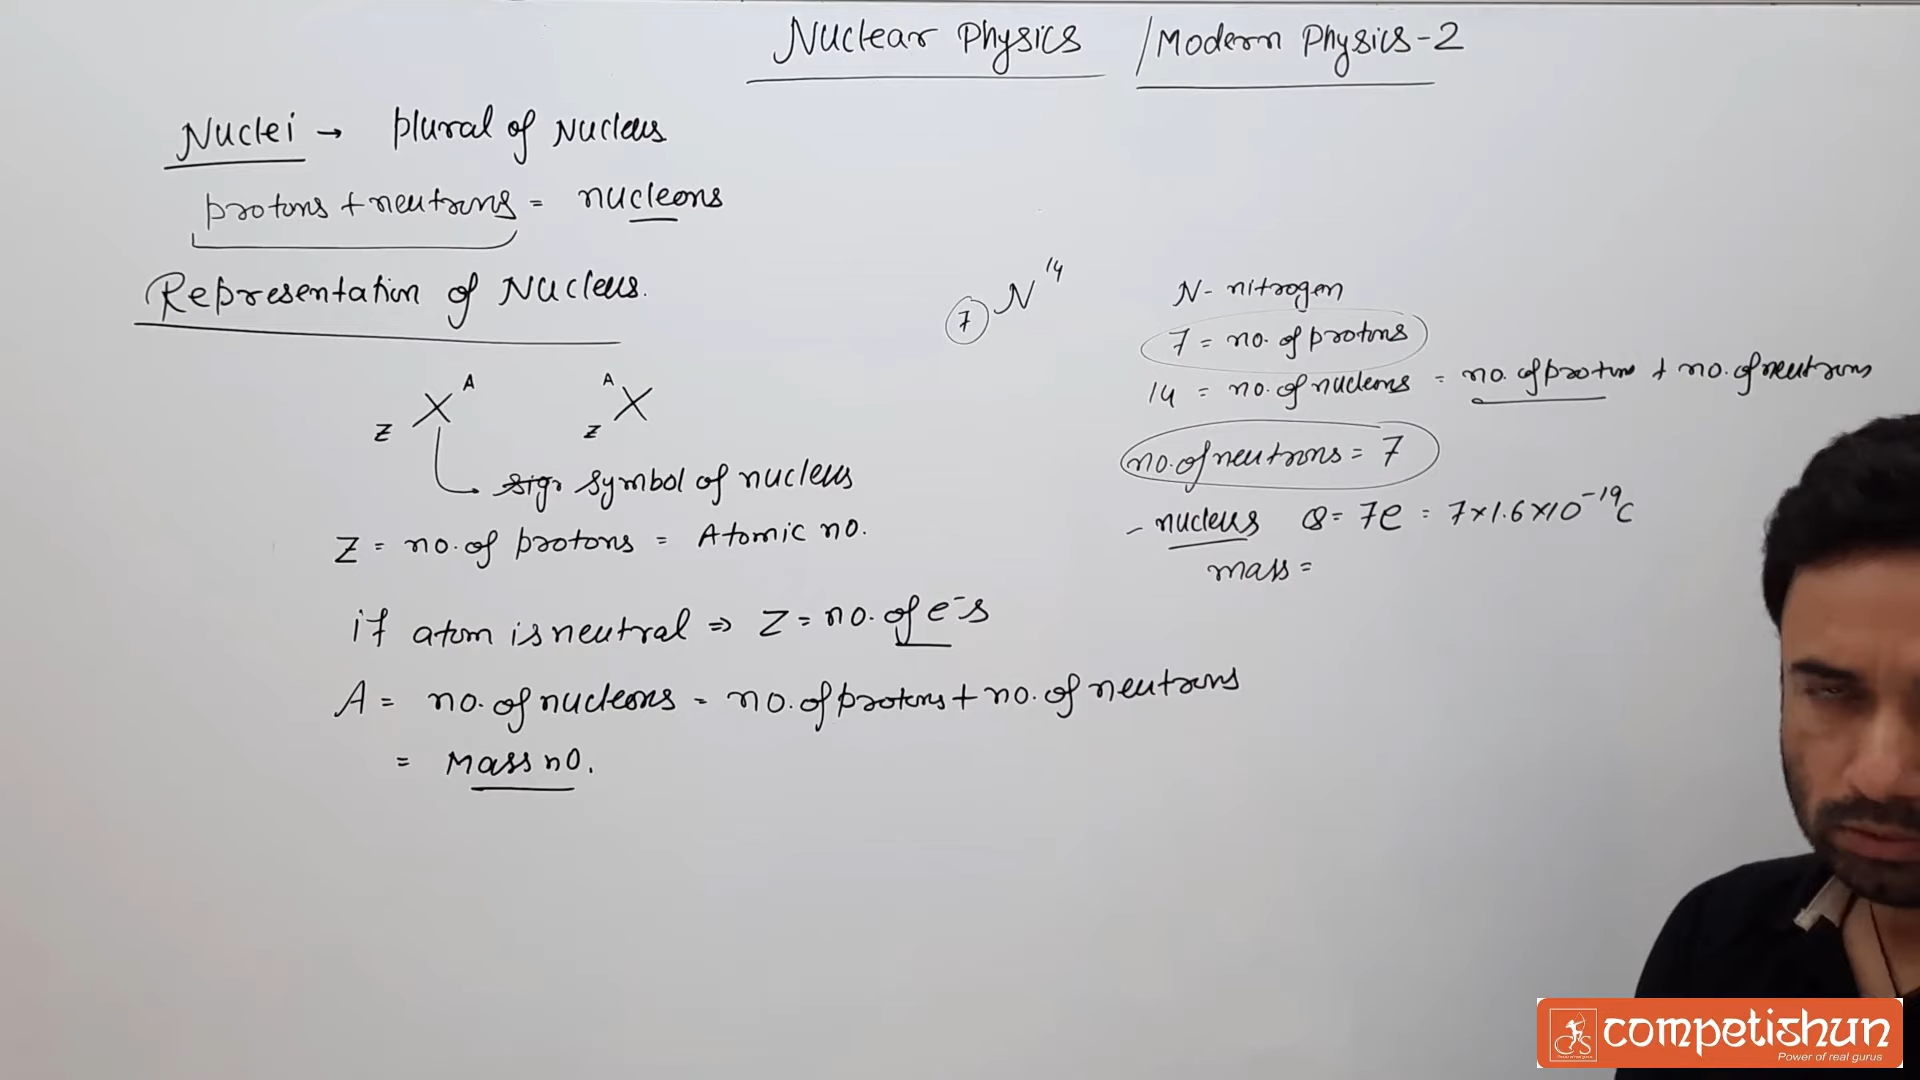 Nuclear Physics / Modern Physics-2
Nuclei → plural of Nucleus
protons + neutrons = nucleons
Representation of Nucleus.
Z X A
A Z X
sign symbol of nucleus
Z = no. of protons = Atomic no.
if atom is neutral ⇒ Z = no. of e⁻s
A = no. of nucleons = no. of protons + no. of neutrons
= Mass no.
7 N 14
N - nitrogen
7 = no. of protons
14 = no. of nucleons = no. of protons + no. of neutrons
no. of neutrons = 7
- nucleus Q = 7e = 7×1.6×10⁻¹⁹C
mass =
competishun
Power of real gurus